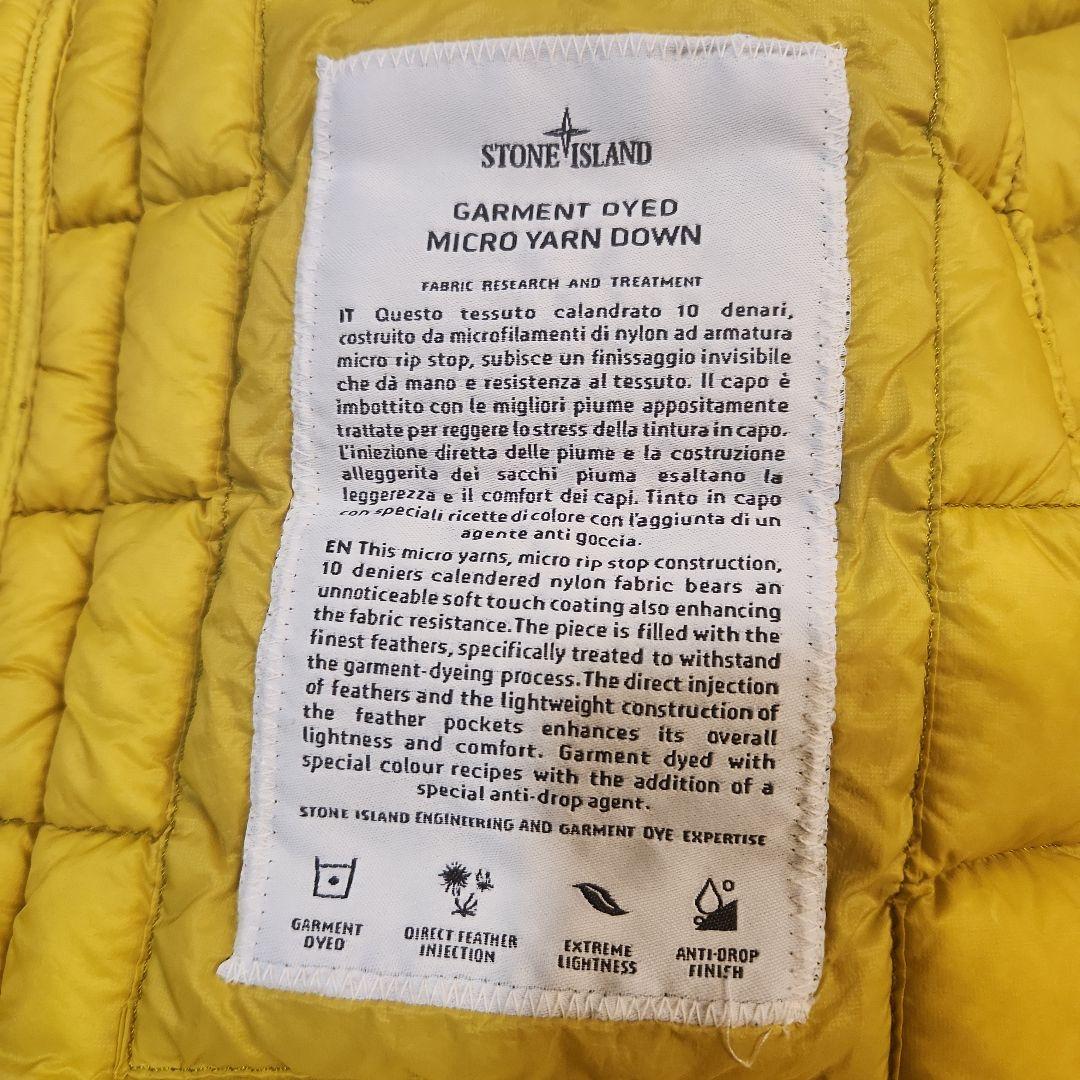 STONE ISLAND
GARMENT DYED
MICRO YARN DOWN
FABRIC RESEARCH AND TREATMENT
IT Questo tessuto calandrato 10 denari,
costruito da microfilamenti di nylon ad armatura
micro rip stop, subisce un finissaggio invisibile
che dà mano e resistenza al tessuto. Il capo è
imbottito con le migliori piume appositamente
trattate per reggere lo stress della tintura in capo.
L'iniezione diretta delle piume e la costruzione
alleggerita dei sacchi piuma esaltano la
leggerezza e il comfort dei capi. Tinto in capo
con speciali ricette di colore con l'aggiunta di un
agente anti goccia.
EN This micro yarns, micro rip stop construction,
10 deniers calendered nylon fabric bears an
unnoticeable soft touch coating also enhancing
the fabric resistance. The piece is filled with the
finest feathers, specifically treated to withstand
the garment-dyeing process. The direct injection
of feathers and the lightweight construction of
the feather pockets enhances its overall
lightness and comfort. Garment dyed with
special colour recipes with the addition of a
special anti-drop agent.
STONE ISLAND ENGINEERING AND GARMENT DYE EXPERTISE
GARMENT DYED
DIRECT FEATHER INJECTION
EXTREME LIGHTNESS
ANTI-DROP FINISH